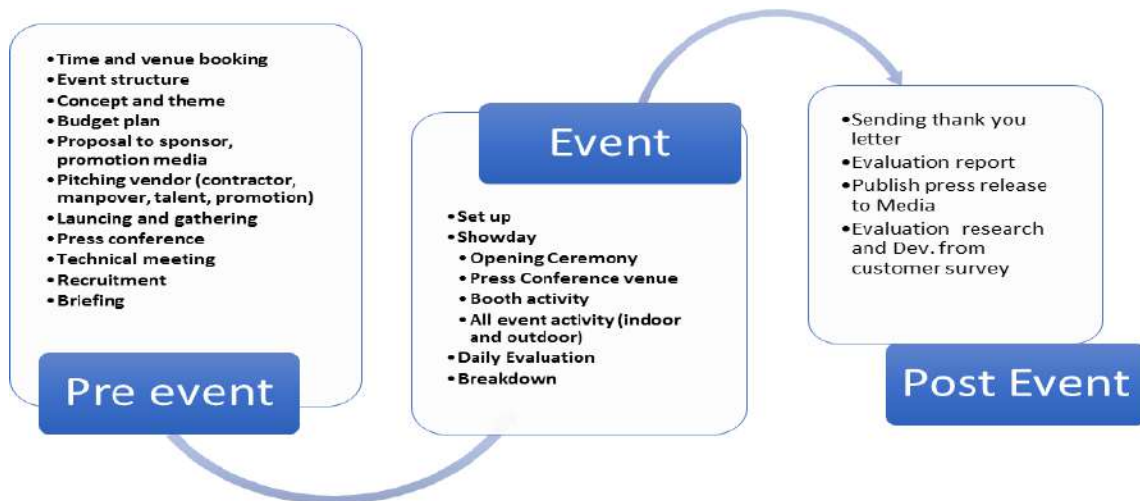 • Time and venue booking
• Event structure
• Concept and theme
• Budget plan
• Proposal to sponsor,
promotion media
• Pitching vendor (contractor,
manpover, talent, promotion)
• Launcing and gathering
• Press conference
• Technical meeting
• Recruitment
• Briefing
Pre event
Event
• Set up
• Showday
• Opening Ceremony
• Press Conference venue
• Booth activity
• All event activity (indoor
and outdoor)
• Daily Evaluation
• Breakdown
• Sending thank you
letter
• Evaluation report
• Publish press release
to Media
• Evaluation research
and Dev. from
customer survey
Post Event